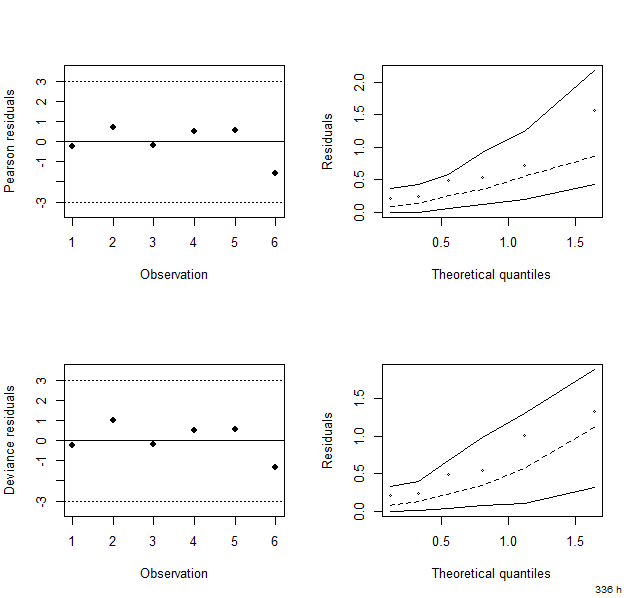 Pearson residuals
3
2
1
0
-1
-3
1 2 3 4 5 6
Observation
Residuals
2.0
1.5
1.0
0.5
0.0
0.5 1.0 1.5
Theoretical quantiles
Deviance residuals
3
2
1
0
-1
-3
1 2 3 4 5 6
Observation
Residuals
1.5
1.0
0.5
0.0
0.5 1.0 1.5
Theoretical quantiles
336 h